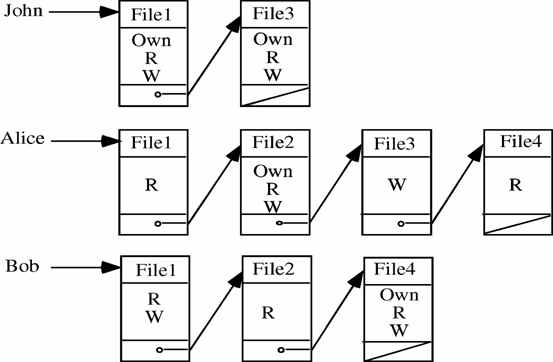 John
File1
Own
R
W
File3
Own
R
W
Alice
File1
R
File2
Own
R
W
File3
W
File4
R
Bob
File1
R
W
File2
R
File4
Own
R
W